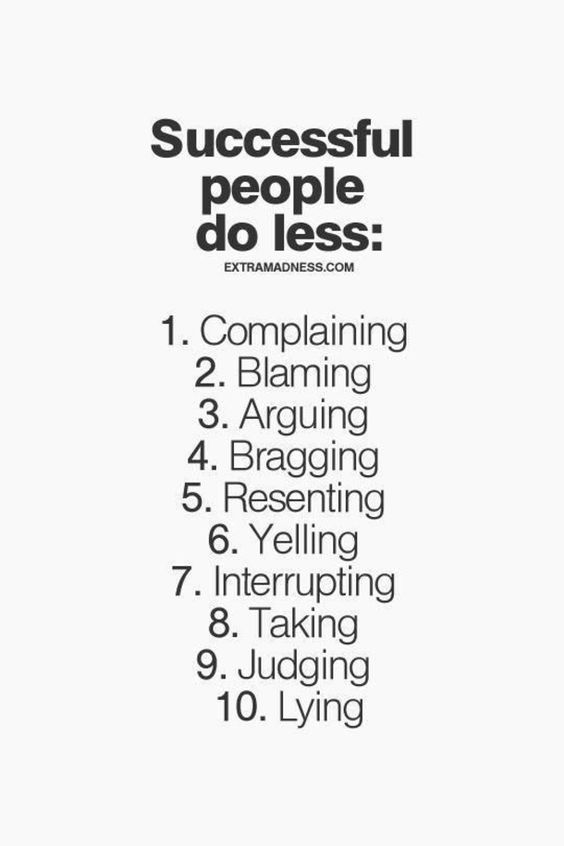 Successful
people
do less:
EXTRAMADNESS.COM
1. Complaining
2. Blaming
3. Arguing
4. Bragging
5. Resenting
6. Yelling
7. Interrupting
8. Taking
9. Judging
10. Lying